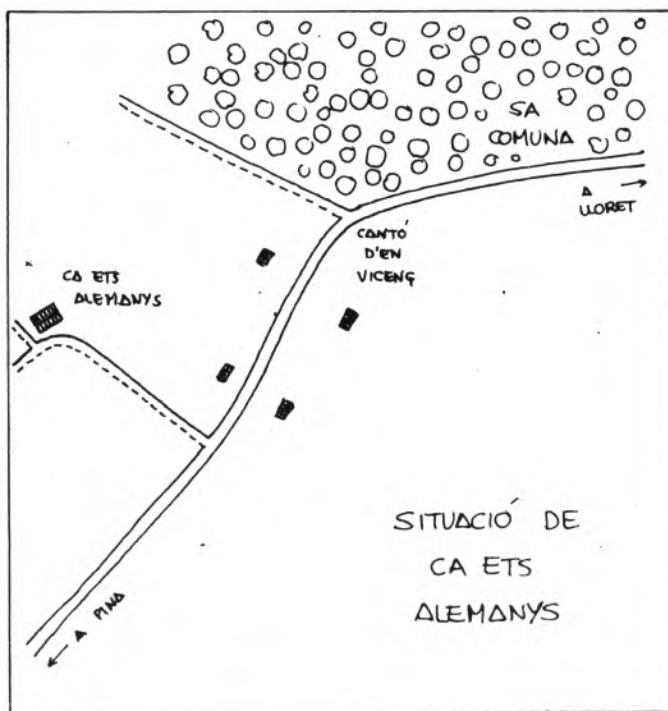 SA
COMUNA
A
LLORET
CANTÓ
D'EN
VICENÇ
CA ETS
ALEMANYS
SITUACIÓ DE
CA ETS
ALEMANYS
A PINA